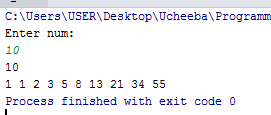 C:\Users\USER\Desktop\Ucheeba\Programm
Enter num:
10
10
1 1 2 3 5 8 13 21 34 55
Process finished with exit code 0